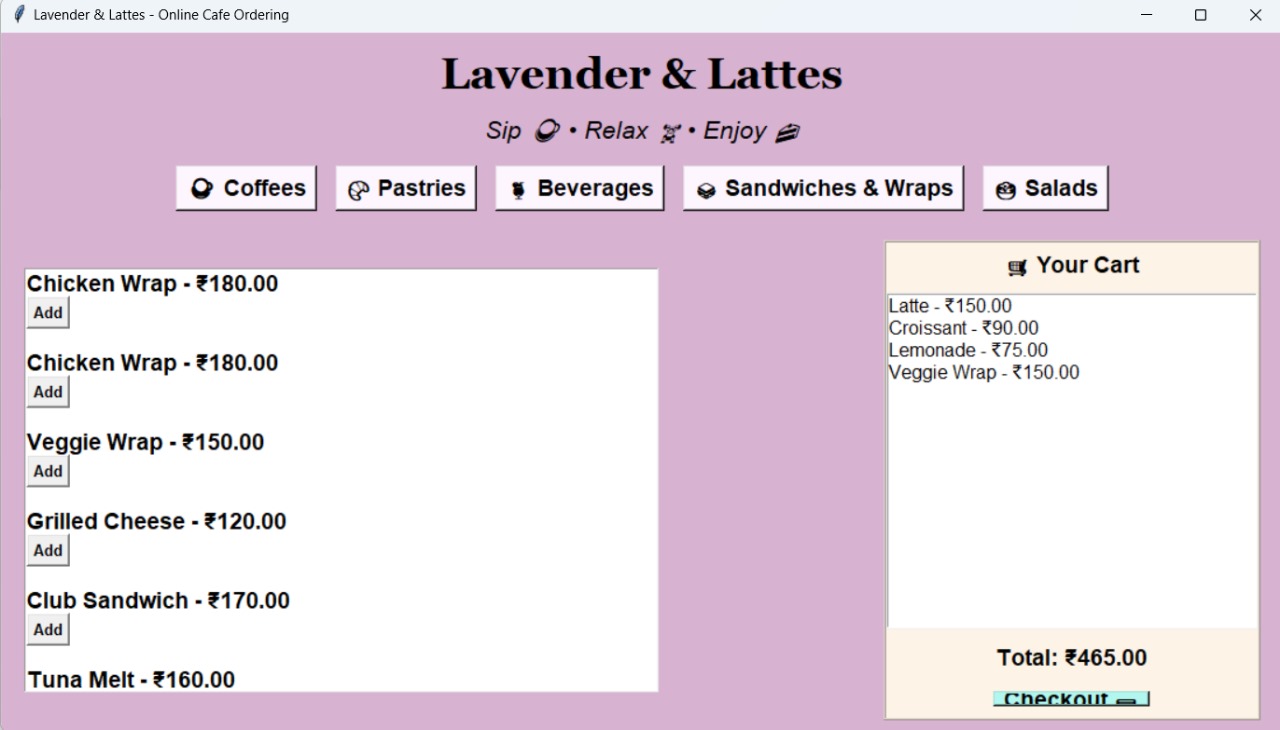 Lavender & Lattes - Online Cafe Ordering
Lavender & Lattes
Sip • Relax • Enjoy
Coffees Pastries Beverages Sandwiches & Wraps Salads
Chicken Wrap - ₹180.00
Add
Chicken Wrap - ₹180.00
Add
Veggie Wrap - ₹150.00
Add
Grilled Cheese - ₹120.00
Add
Club Sandwich - ₹170.00
Add
Tuna Melt - ₹160.00
Your Cart
Latte - ₹150.00
Croissant - ₹90.00
Lemonade - ₹75.00
Veggie Wrap - ₹150.00
Total: ₹465.00
Checkout